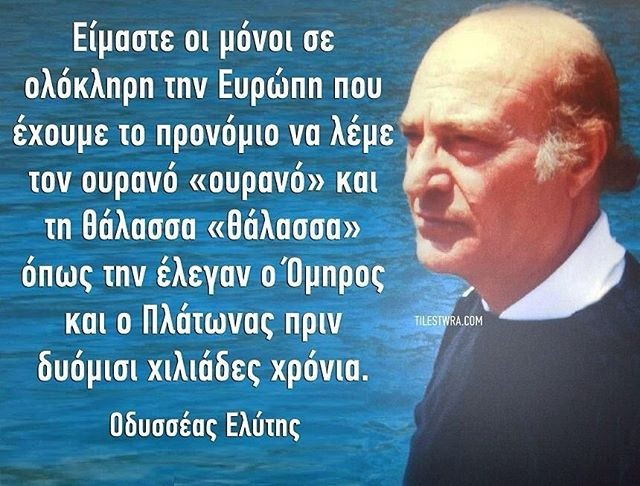 Είμαστε οι μόνοι σε
ολόκληρη την Ευρώπη που
έχουμε το προνόμιο να λέμε
τον ουρανό «ουρανό» και
τη θάλασσα «θάλασσα»
όπως την έλεγαν ο Όμηρος
και ο Πλάτωνας πριν
δυόμισι χιλιάδες χρόνια.
Οδυσσέας Ελύτης
TILESTWRA.COM